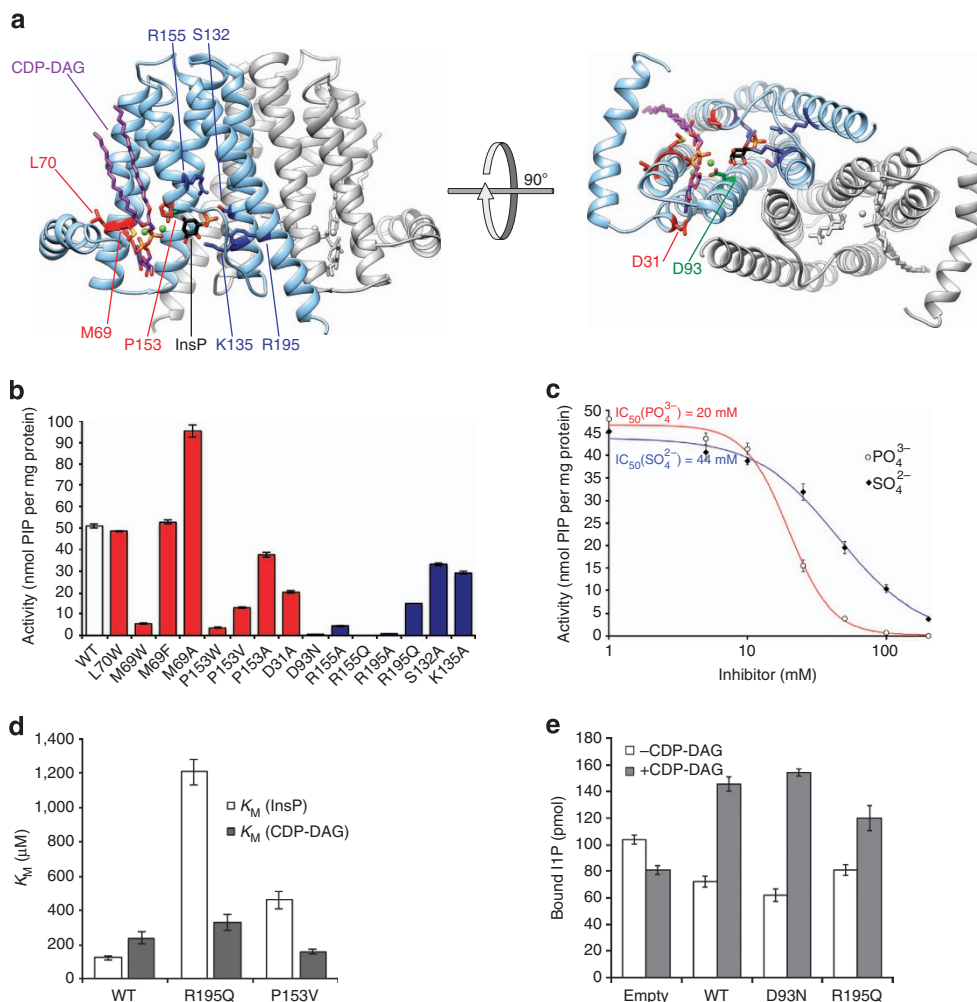 a
R155 S132
CDP-DAG
L70
90°
D31
D93
M69
P153 InsP K135 R195
b
Activity (nmol PIP per mg protein)
100
90
80
70
60
50
40
30
20
10
0
WT L70W M69W M69F M69A P153W P153V P153A D31A D93N R155A R155Q R195A R195Q S132A K135A
c
Activity (nmol PIP per mg protein)
50
45
40
35
30
25
20
15
10
5
0
IC50(PO4³⁻) = 20 mM
IC50(SO4²⁻) = 44 mM
PO4³⁻
SO4²⁻
1 10 100
Inhibitor (mM)
d
KM (µM)
1,400
1,200
1,000
800
600
400
200
0
KM (InsP)
KM (CDP-DAG)
WT R195Q P153V
e
Bound I1P (pmol)
180
160
140
120
100
80
60
40
20
0
–CDP-DAG
+CDP-DAG
Empty WT D93N R195Q